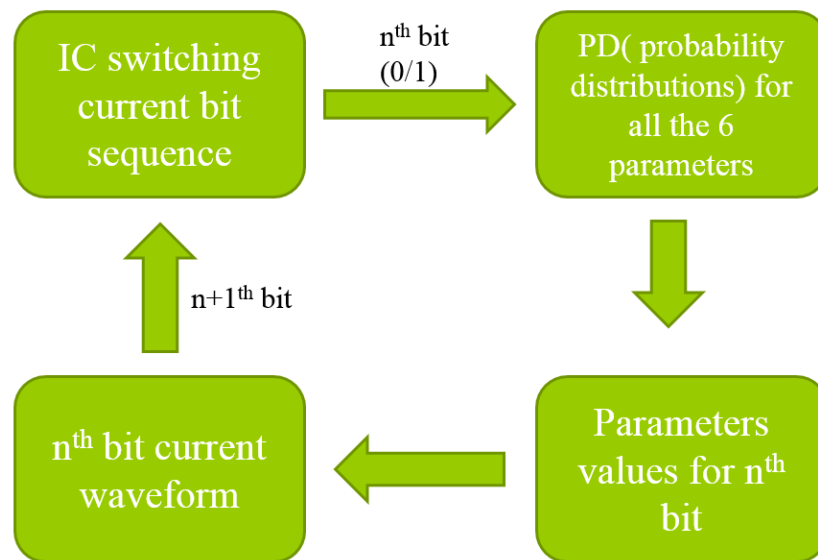 IC switching
current bit
sequence
nᵗʰ bit
(0/1)
PD( probability
distributions) for
all the 6
parameters
n+1ᵗʰ bit
nᵗʰ bit current
waveform
Parameters
values for nᵗʰ
bit